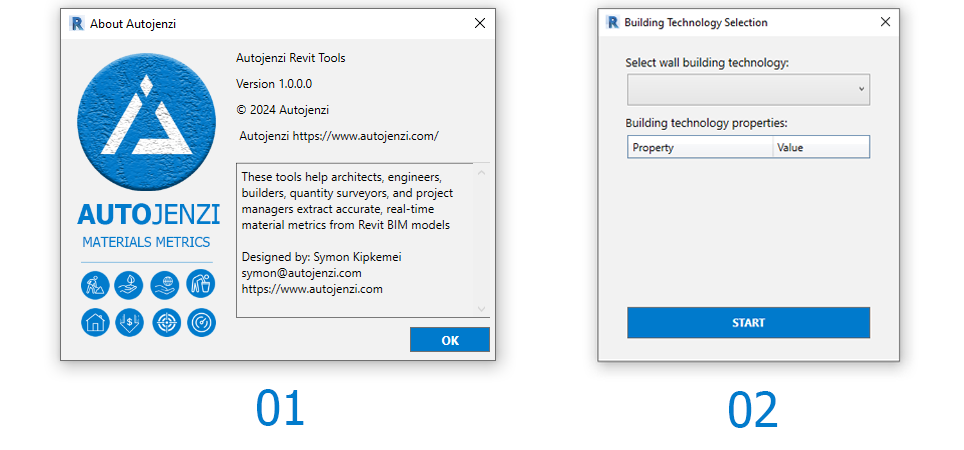 About Autojenzi
Autojenzi Revit Tools
Version 1.0.0.0
© 2024 Autojenzi
Autojenzi https://www.autojenzi.com/
These tools help architects, engineers,
builders, quantity surveyors, and project
managers extract accurate, real-time
material metrics from Revit BIM models
Designed by: Symon Kipkemei
symon@autojenzi.com
https://www.autojenzi.com
AUTOJENZI
MATERIALS METRICS
OK
01
Building Technology Selection
Select wall building technology:
Building technology properties:
Property Value
START
02